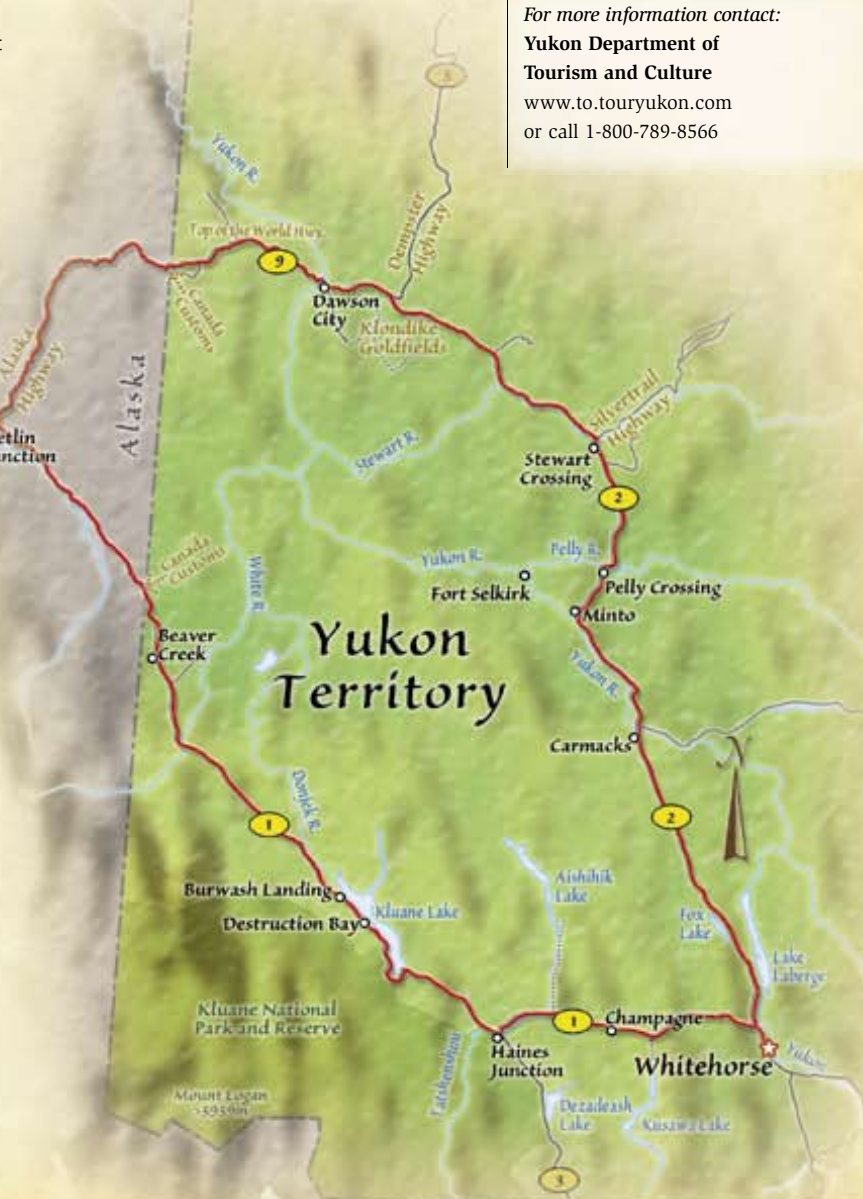 For more information contact:
Yukon Department of
Tourism and Culture
www.to.touryukon.com
or call 1-800-789-8566
Yukon R.
Dempster
Highway
Top of the World Hwy.
9
Canada
Customs
Dawson
City
Klondike
Goldfields
Alaska
Highway
Alaska
etlin
nction
Silvertrail
Highway
Stewart R.
Stewart
Crossing
2
Canada
Customs
White R.
Yukon R.
Pelly R.
Fort Selkirk
Pelly Crossing
Minto
Beaver
Creek
Yukon
Territory
Yukon R.
Carmacks
N
Donjek R.
1
2
Burwash Landing
Destruction Bay
Kluane Lake
Aishihik
Lake
Fox
Lake
Lake
Laberge
Kluane National
Park and Reserve
1
Champagne
Haines
Junction
Whitehorse
Yukon
Tatshenshini
Mount Logan
Dezadeash
Lake
Kusawa Lake
3